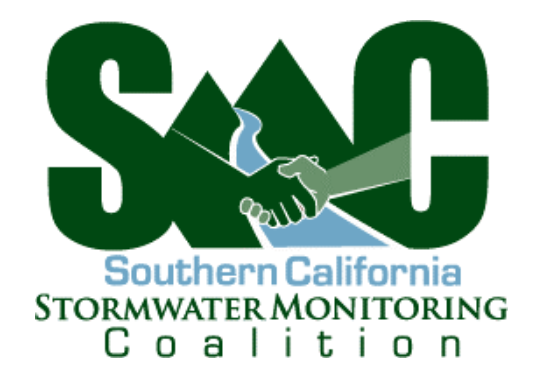 SMC
Southern California
STORMWATER MONITORING
Coalition